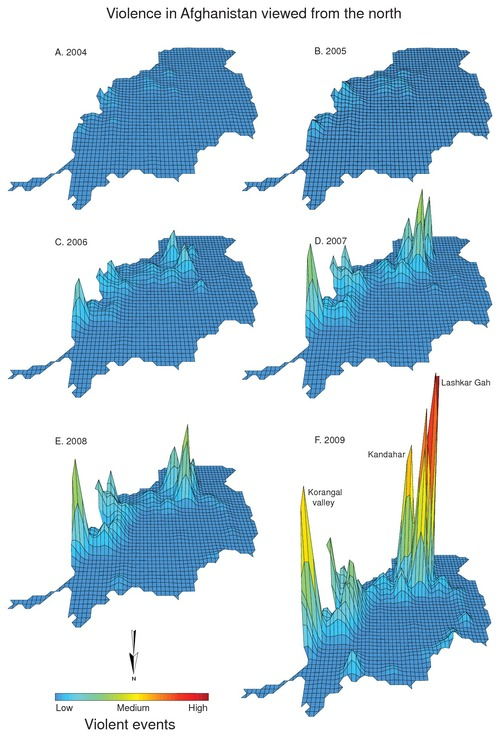 Violence in Afghanistan viewed from the north
A. 2004
B. 2005
C. 2006
D. 2007
Lashkar Gah
E. 2008
F. 2009
Kandahar
Korangal
valley
N
Low
Medium
High
Violent events